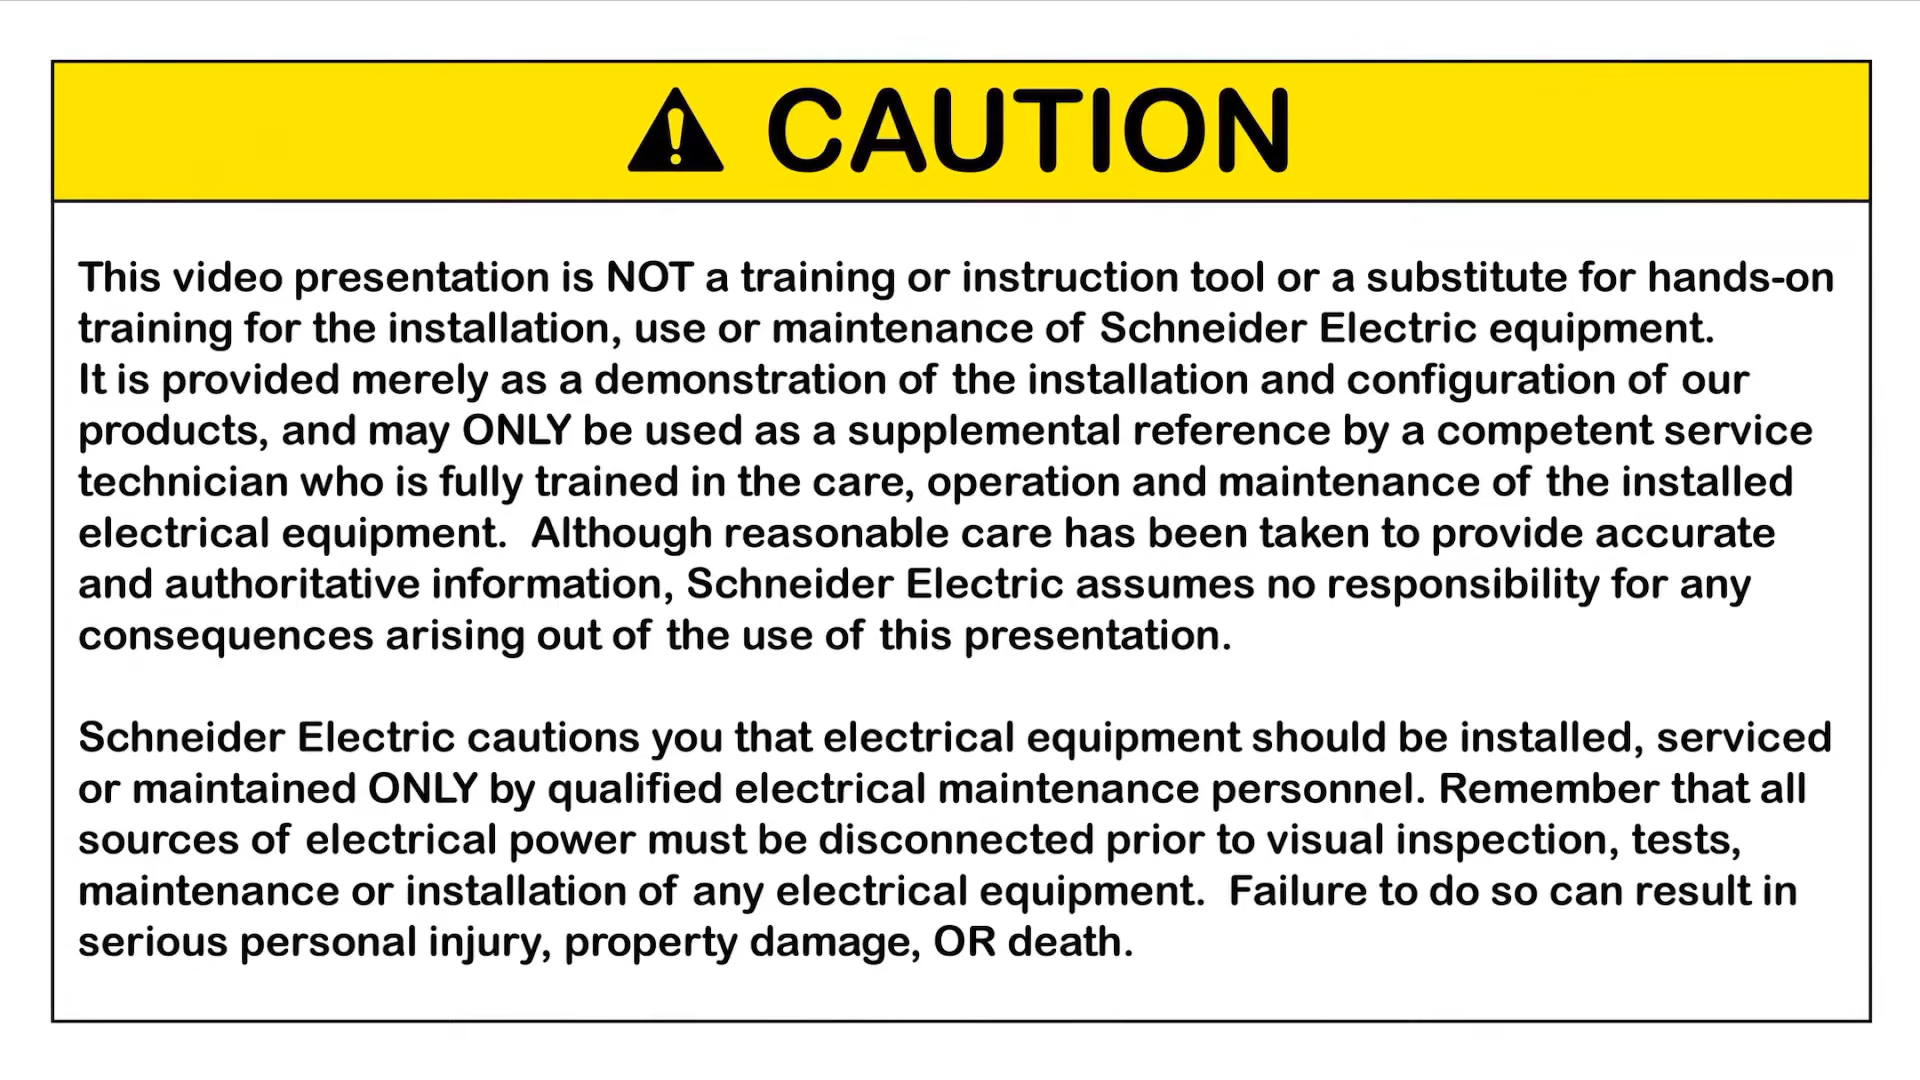 CAUTION
This video presentation is NOT a training or instruction tool or a substitute for hands-on
training for the installation, use or maintenance of Schneider Electric equipment.
It is provided merely as a demonstration of the installation and configuration of our
products, and may ONLY be used as a supplemental reference by a competent service
technician who is fully trained in the care, operation and maintenance of the installed
electrical equipment.  Although reasonable care has been taken to provide accurate
and authoritative information, Schneider Electric assumes no responsibility for any
consequences arising out of the use of this presentation.
Schneider Electric cautions you that electrical equipment should be installed, serviced
or maintained ONLY by qualified electrical maintenance personnel. Remember that all
sources of electrical power must be disconnected prior to visual inspection, tests,
maintenance or installation of any electrical equipment.  Failure to do so can result in
serious personal injury, property damage, OR death.